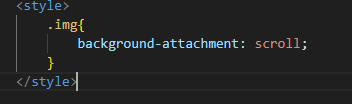 <style>
.img{
background-attachment: scroll;
}
</style>